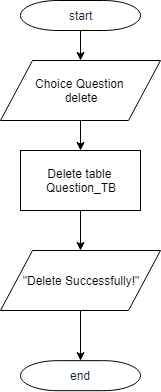 start
Choice Question
delete
Delete table
Question_TB
"Delete Successfully!"
end